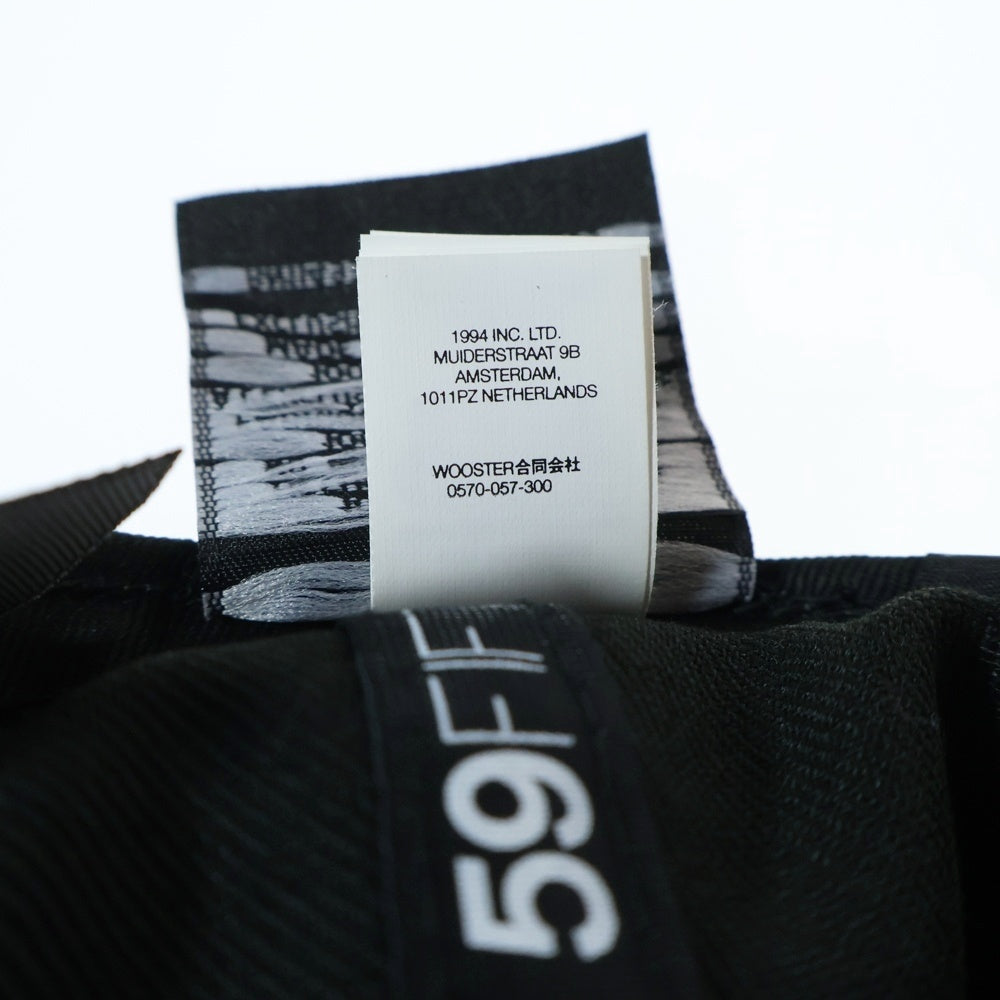 1994 INC. LTD.
MUIDERSTRAAT 9B
AMSTERDAM,
1011PZ NETHERLANDS
WOOSTER合同会社
0570-057-300
59FIF